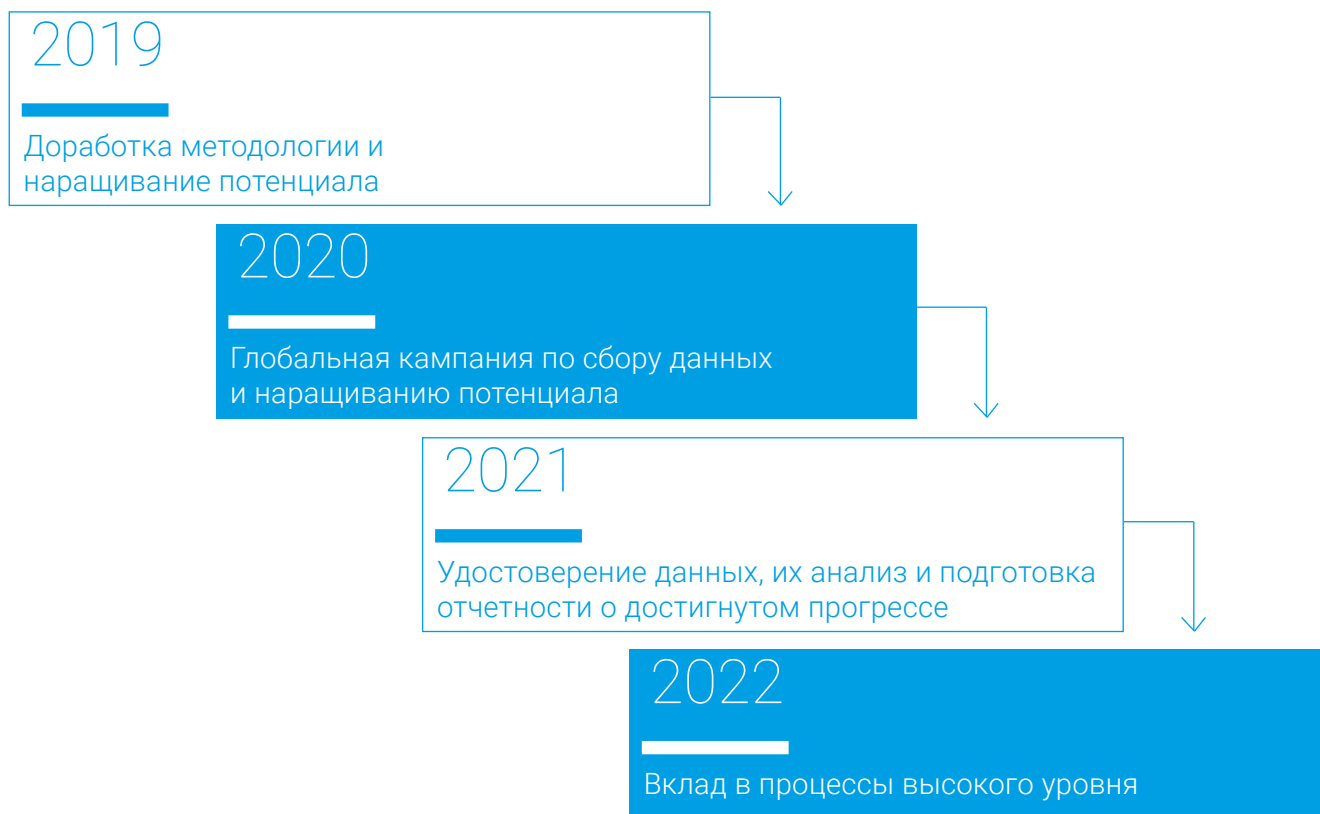 2019
Доработка методологии и
наращивание потенциала
2020
Глобальная кампания по сбору данных
и наращиванию потенциала
2021
Удостоверение данных, их анализ и подготовка
отчетности о достигнутом прогрессе
2022
Вклад в процессы высокого уровня